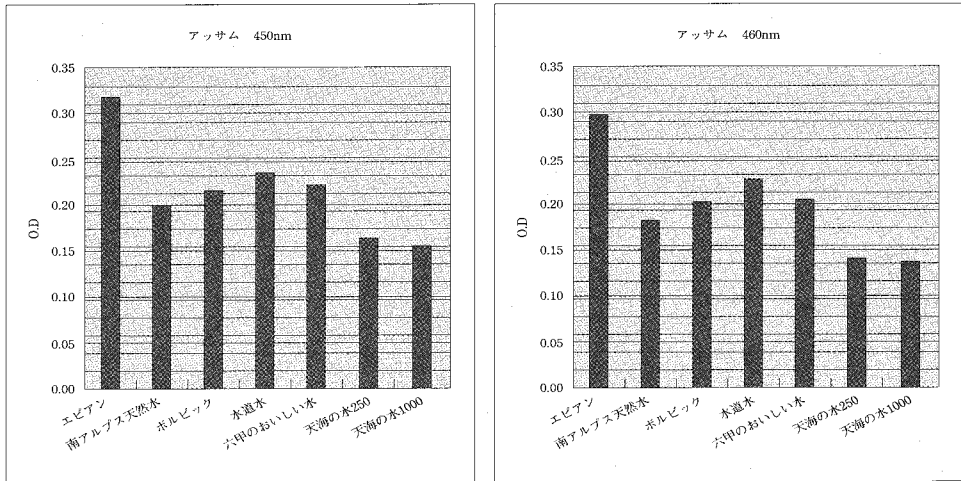 アッサム 450nm
0.35
0.30
0.25
0.20
0.15
0.10
0.05
0.00
O.D
エビアン
南アルプス天然水
ボルビック
水道水
六甲のおいしい水
天海の水250
天海の水1000
アッサム 460nm
0.35
0.30
0.25
0.20
0.15
0.10
0.05
0.00
O.D
エビアン
南アルプス天然水
ボルビック
水道水
六甲のおいしい水
天海の水250
天海の水1000